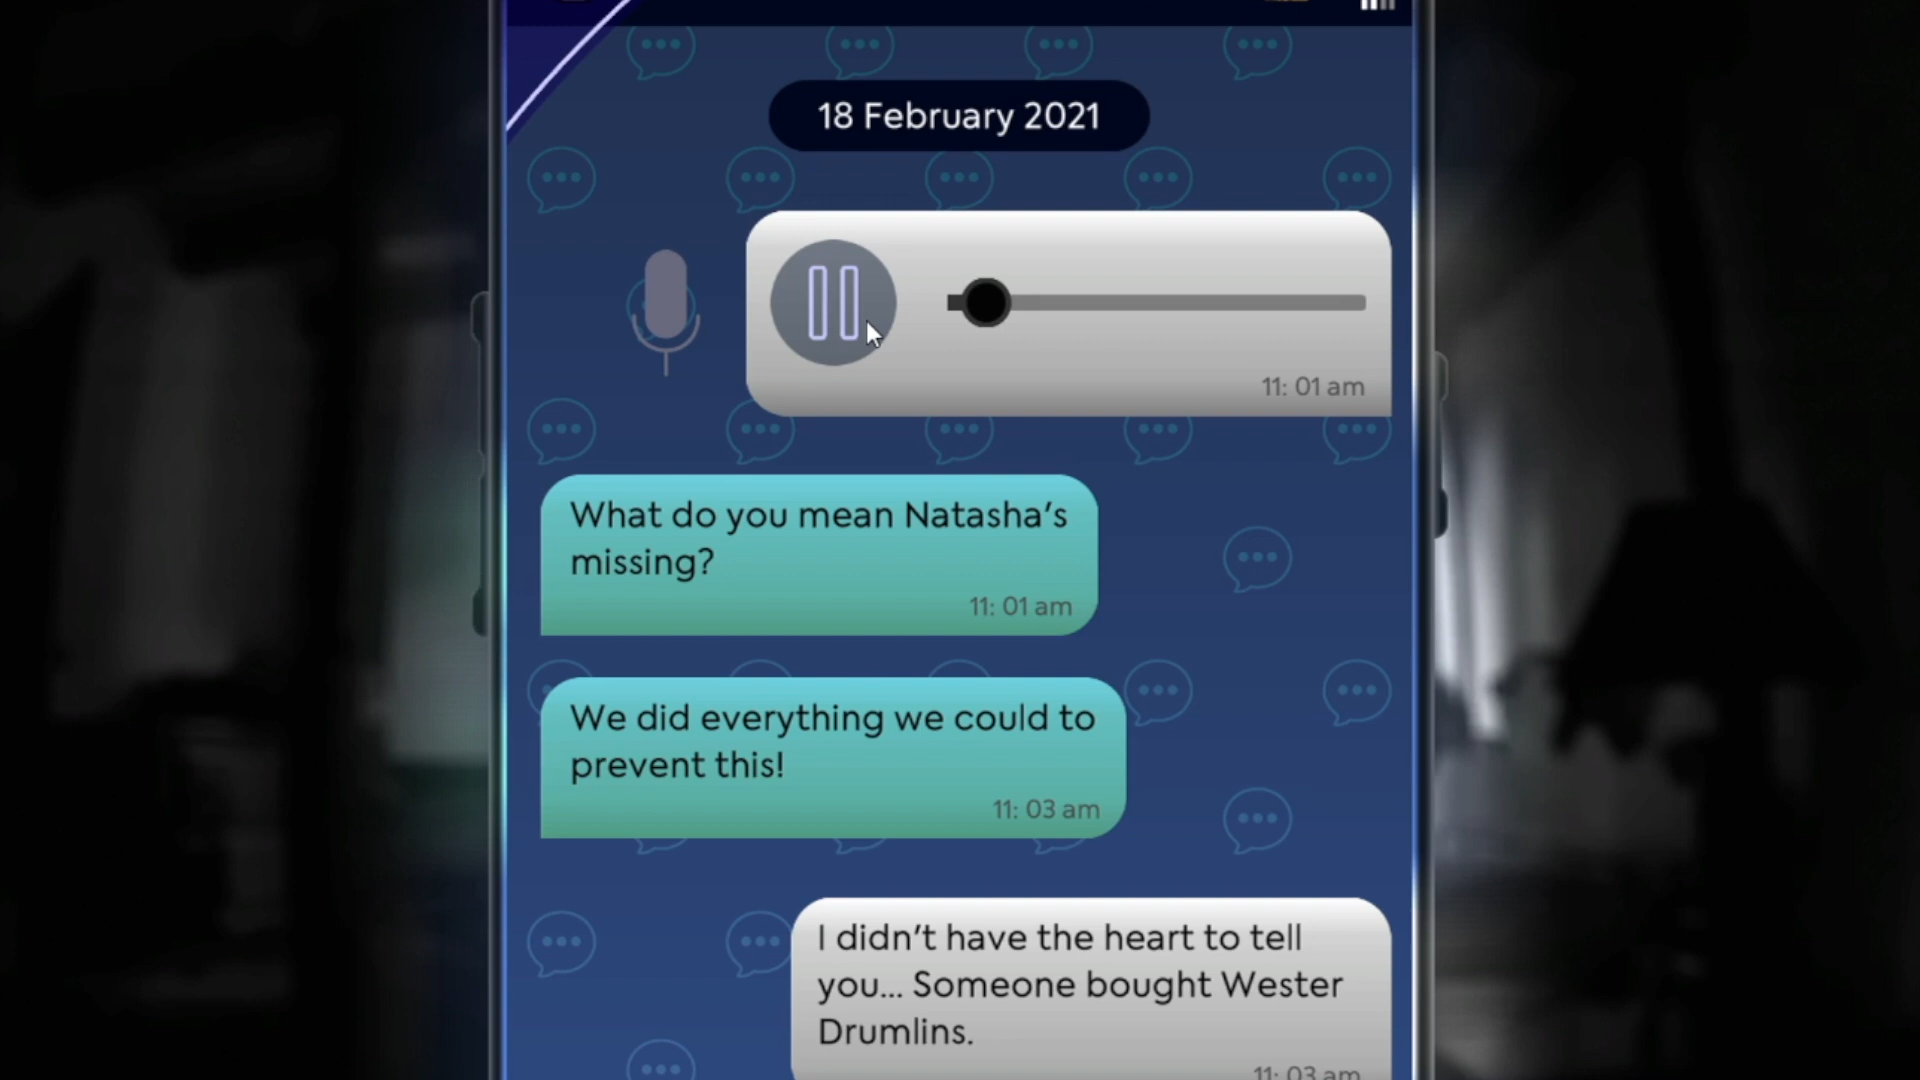 18 February 2021
11: 01 am
What do you mean Natasha's
missing?
11: 01 am
We did everything we could to
prevent this!
11: 03 am
I didn't have the heart to tell
you... Someone bought Wester
Drumlins.
11: 03 am